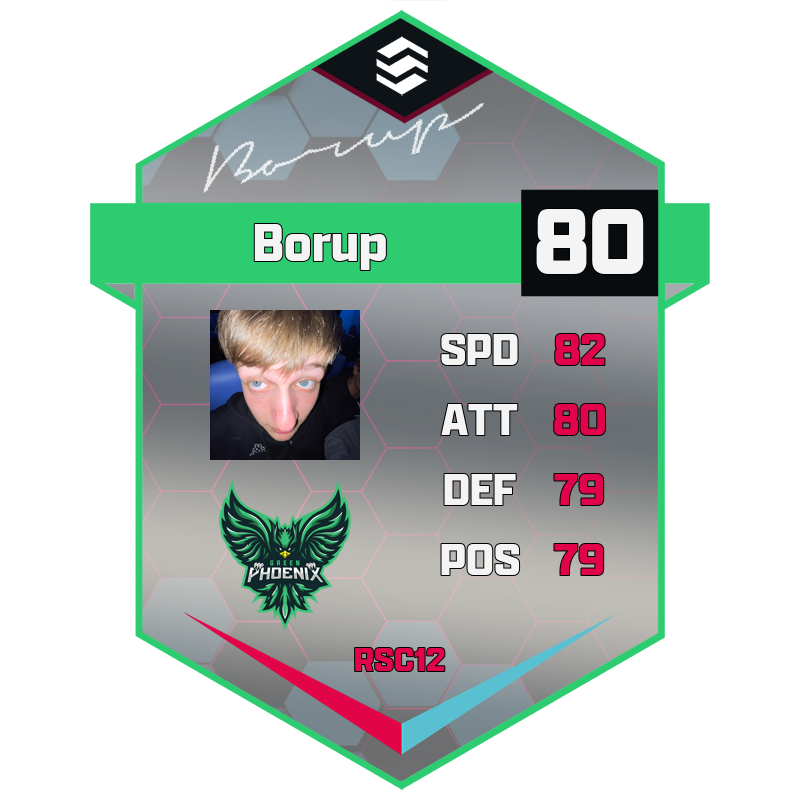 Borup
Borup
80
SPD 82
ATT 80
DEF 79
POS 79
GREEN
PHOENIX
RSC12